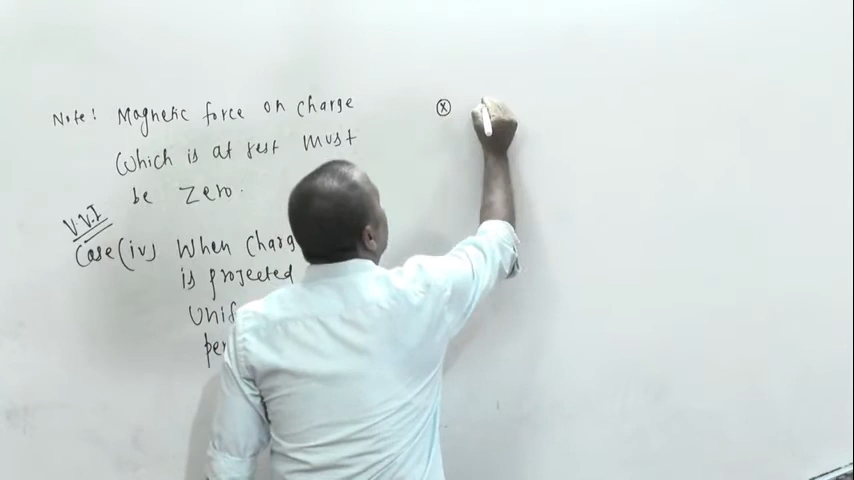 Note! Magnetic force on charge
which is at rest must
be zero.
V.V.I
Case (iv) When Charg
is projected
Unif
per
ⓧ